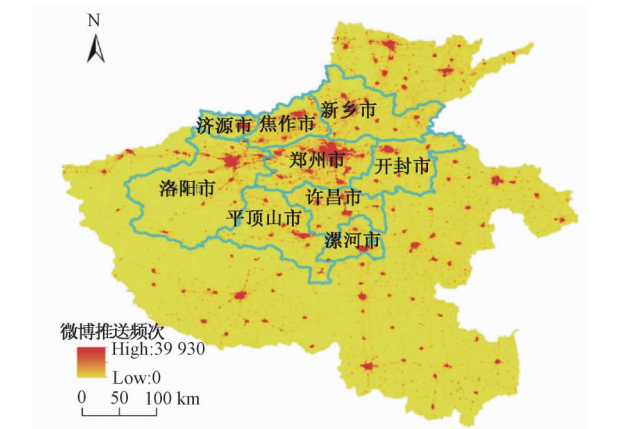 N
新乡市
济源市
焦作市
郑州市
开封市
洛阳市
许昌市
平顶山市
漯河市
微博推送频次
High:39 930
Low:0
0 50 100 km